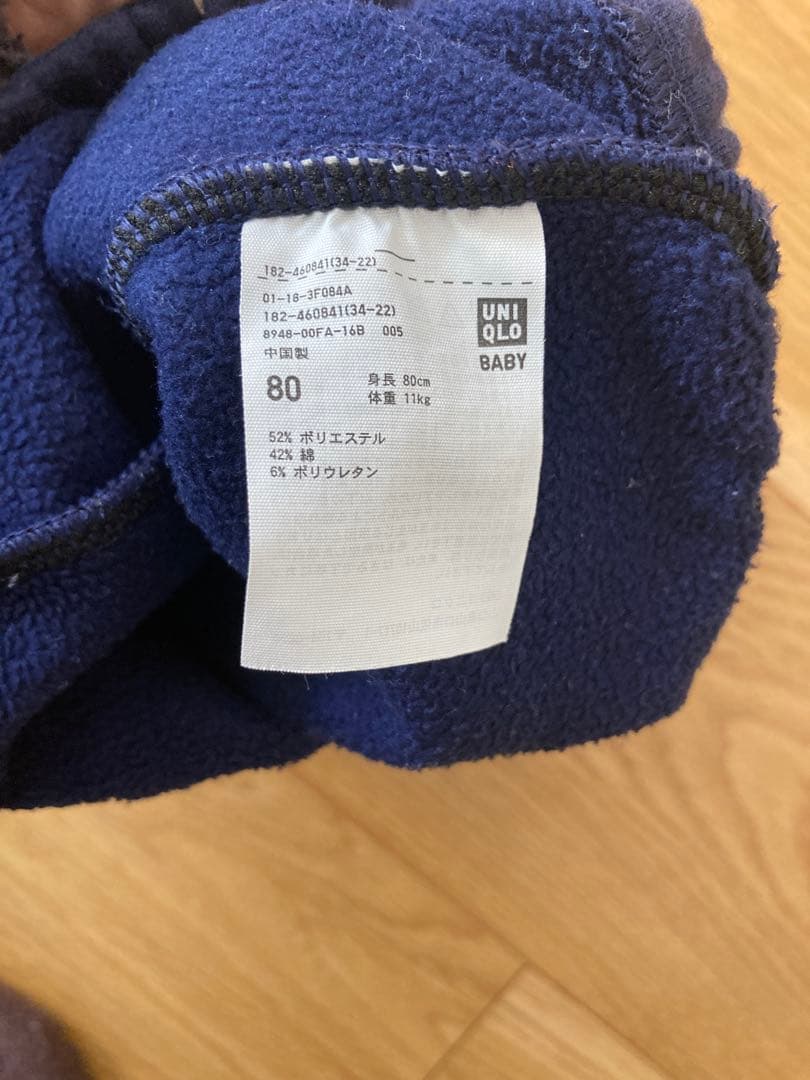 182-460841(34-22)
01-18-3F084A
182-460841(34-22)
8948-00FA-16B 005
中国製
UNI
QLO
BABY
80
身長 80cm
体重 11kg
52% ポリエステル
42% 綿
6% ポリウレタン